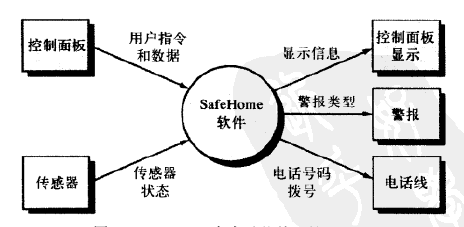 控制面板
用户指令
和数据
显示信息
控制面板
显示
SafeHome
软件
警报类型
警报
传感器
传感器
状态
电话号码
拨号
电话线